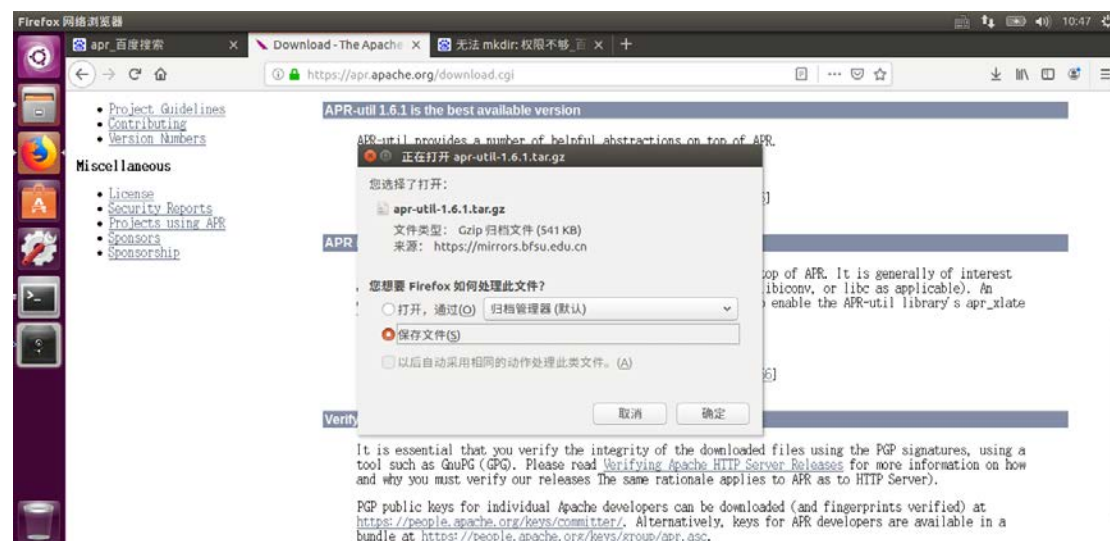 Firefox 网络浏览器
10:47
apr_百度搜索
Download - The Apache
无法 mkdir: 权限不够_百
https://apr.apache.org/download.cgi
Project Guidelines
Contributing
Version Numbers
Miscellaneous
License
Security Reports
Projects using APR
Sponsors
Sponsorship
APR-util 1.6.1 is the best available version
APR-util provides a number of helpful abstractions on top of APR.
正在打开 apr-util-1.6.1.tar.gz
您选择了打开:
apr-util-1.6.1.tar.gz
文件类型: Gzip 归档文件 (541 KB)
来源: https://mirrors.bfsu.edu.cn
您想要 Firefox 如何处理此文件?
打开，通过(O) 归档管理器 (默认)
保存文件(S)
以后自动采用相同的动作处理此类文件。(A)
取消 确定
APR
top of APR. It is generally of interest
libiconv, or libc as applicable). An
enable the APR-util library's apr_xlate
Verify
It is essential that you verify the integrity of the downloaded files using the PGP signatures, using a
tool such as GnuPG (GPG). Please read Verifying Apache HTTP Server Releases for more information on how
and why you must verify our releases The same rationale applies to APR as to HTTP Server).
PGP public keys for individual Apache developers can be downloaded (and fingerprints verified) at
https://people.apache.org/keys/committer/. Alternatively, keys for APR developers are available in a
bundle at https://people.apache.org/keys/group/apr.asc.